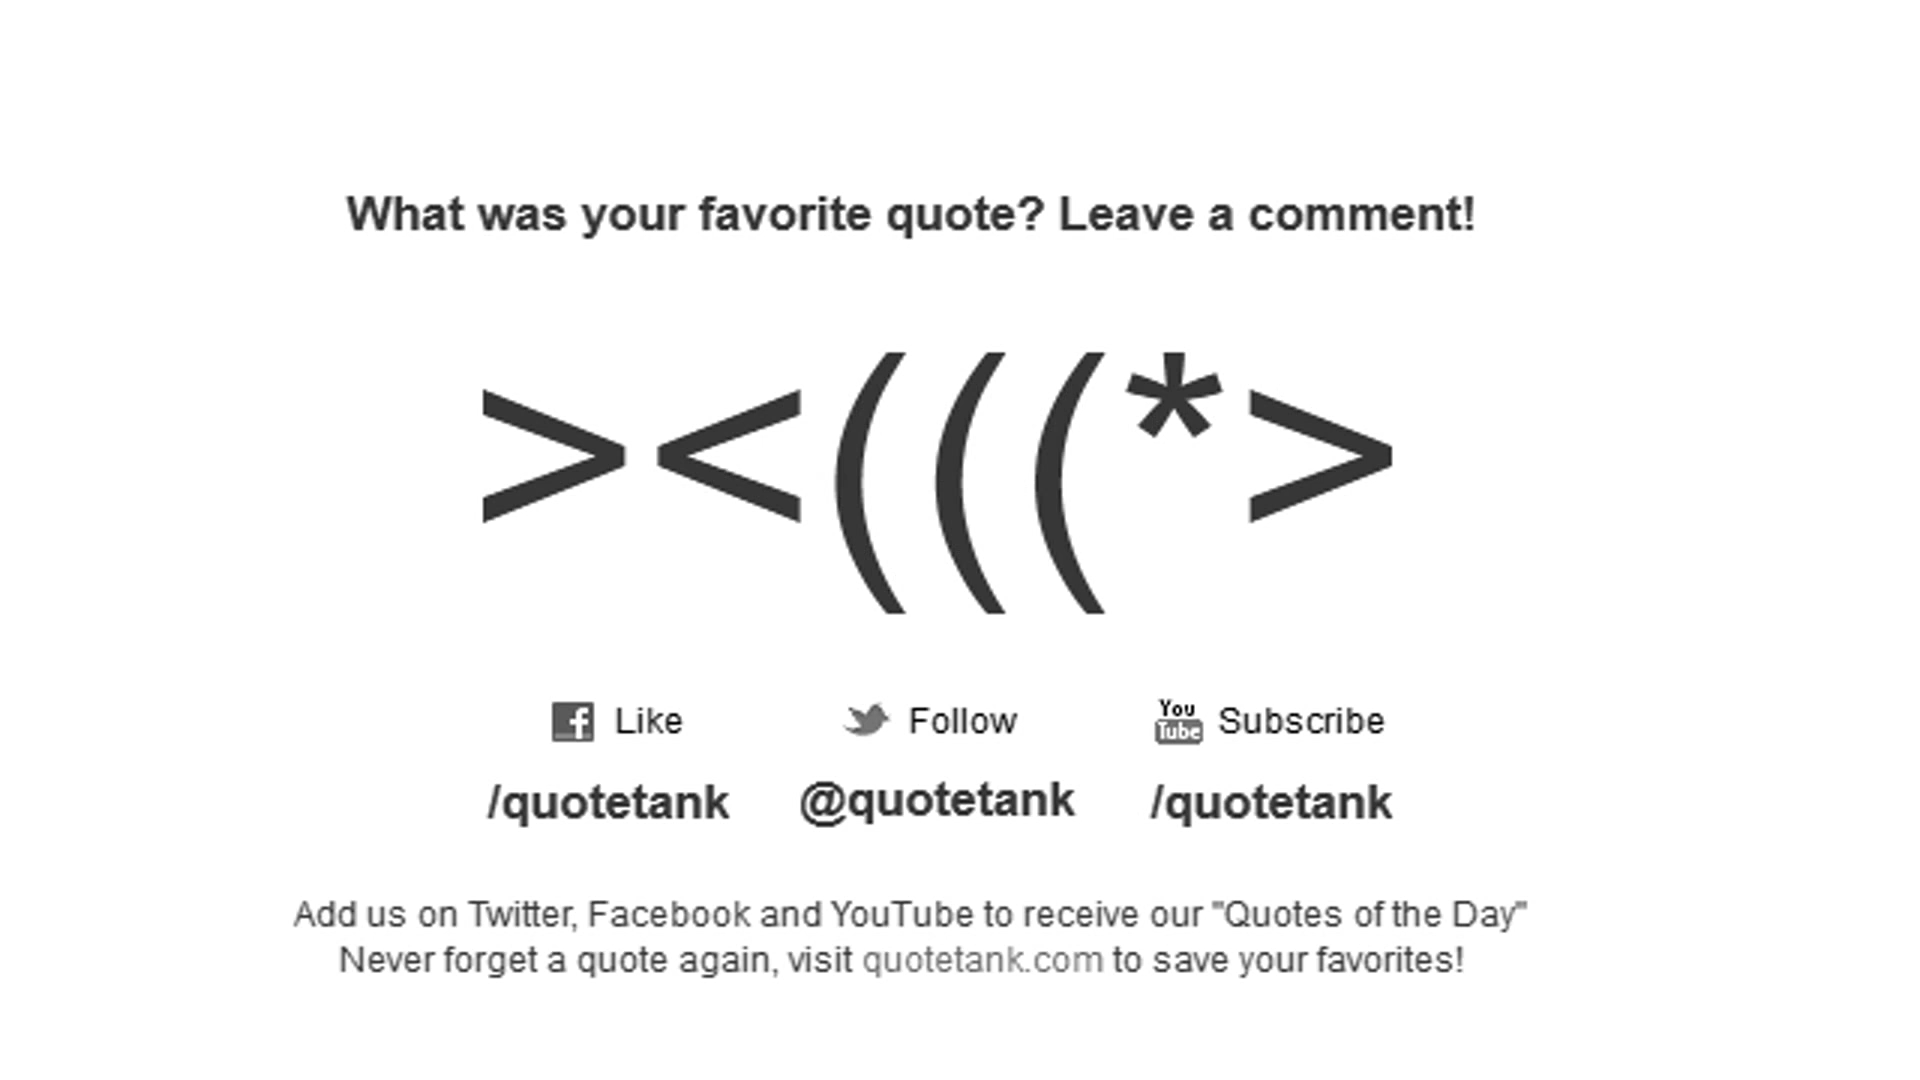 What was your favorite quote? Leave a comment!
><(((*>
f Like Follow You Tube Subscribe
/quotetank @quotetank /quotetank
Add us on Twitter, Facebook and YouTube to receive our "Quotes of the Day"
Never forget a quote again, visit quotetank.com to save your favorites!